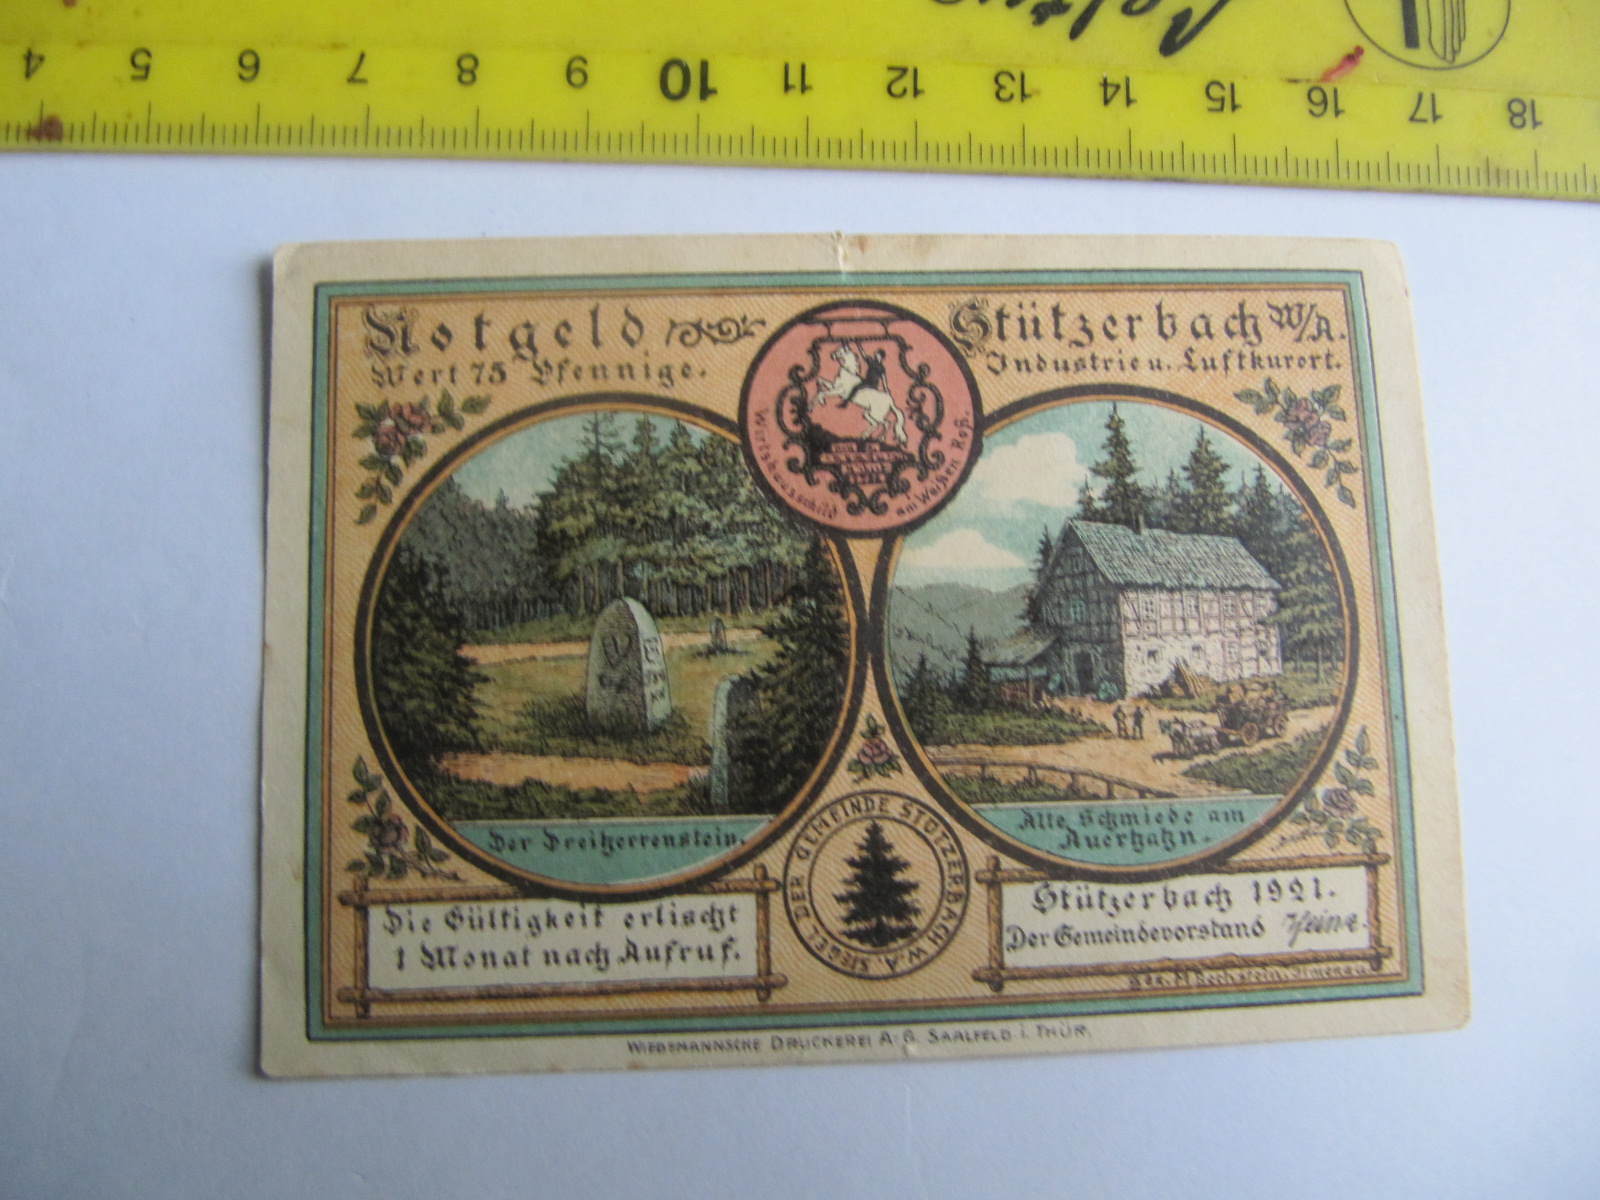 4 5 6 7 8 9 10 11 12 13 14 15 16 17 18
Notgeld
Wert 75 Pfennige.
Stützerbach W/A.
Industrie u. Luftkurort.
Wirtshausschild am Weißen Roß.
Der Dreiherrenstein.
Alte Schmiede am
Auerhahn.
SIEGEL DER GEMEINDE STÜTZERBACH W.A.
Die Gültigkeit erlischt
1 Monat nach Aufruf.
Stützerbach 1921.
Der Gemeindevorstand Heine.
WIEDEMANNSCHE DRUCKEREI A-G. SAALFELD i. THÜR.